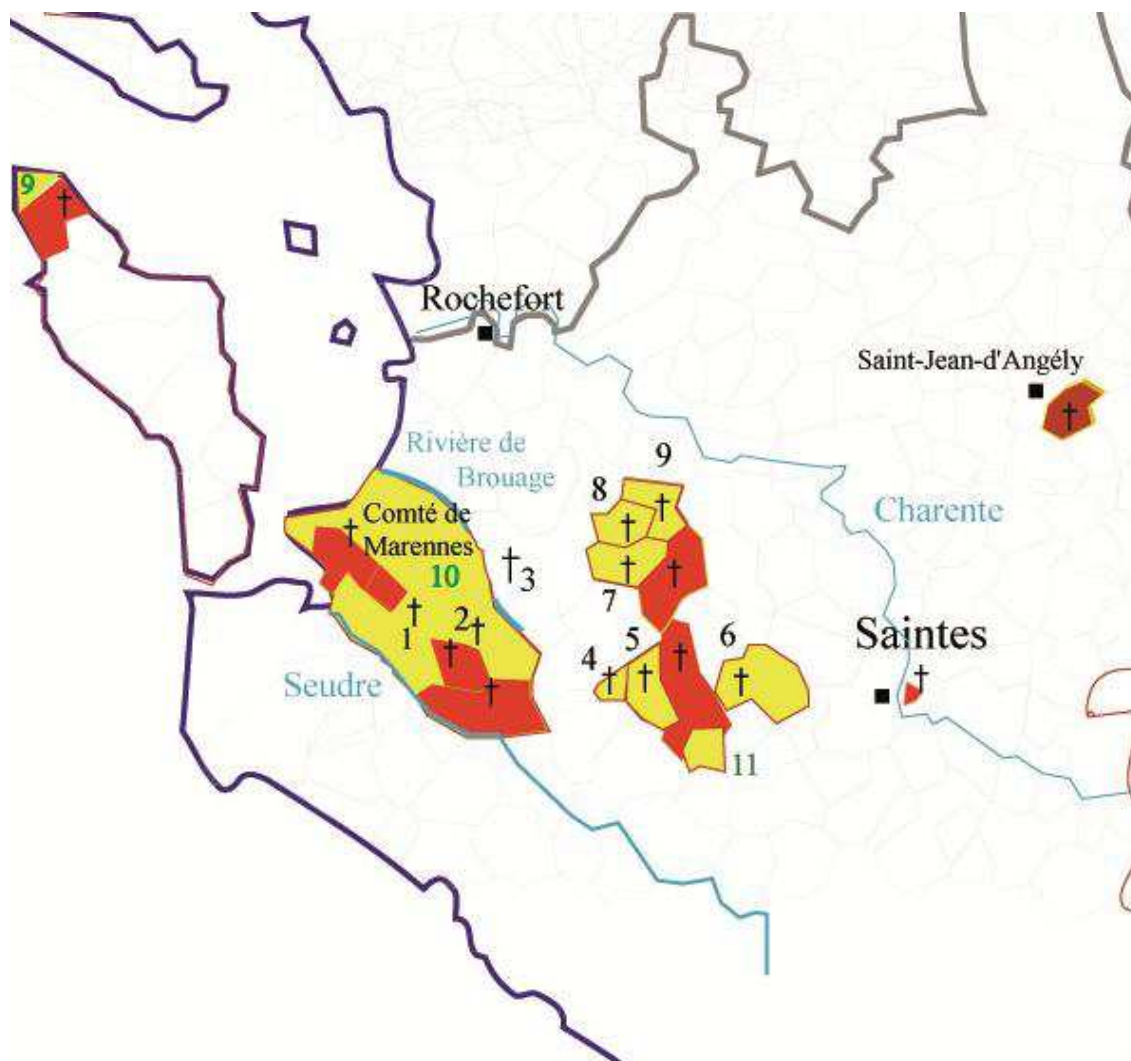 9
Rochefort
Saint-Jean-d'Angély
Rivière de
Brouage
9
8
Charente
Comté de
Marennes
10
3
7
1
2
Saintes
4
5
6
Seudre
11